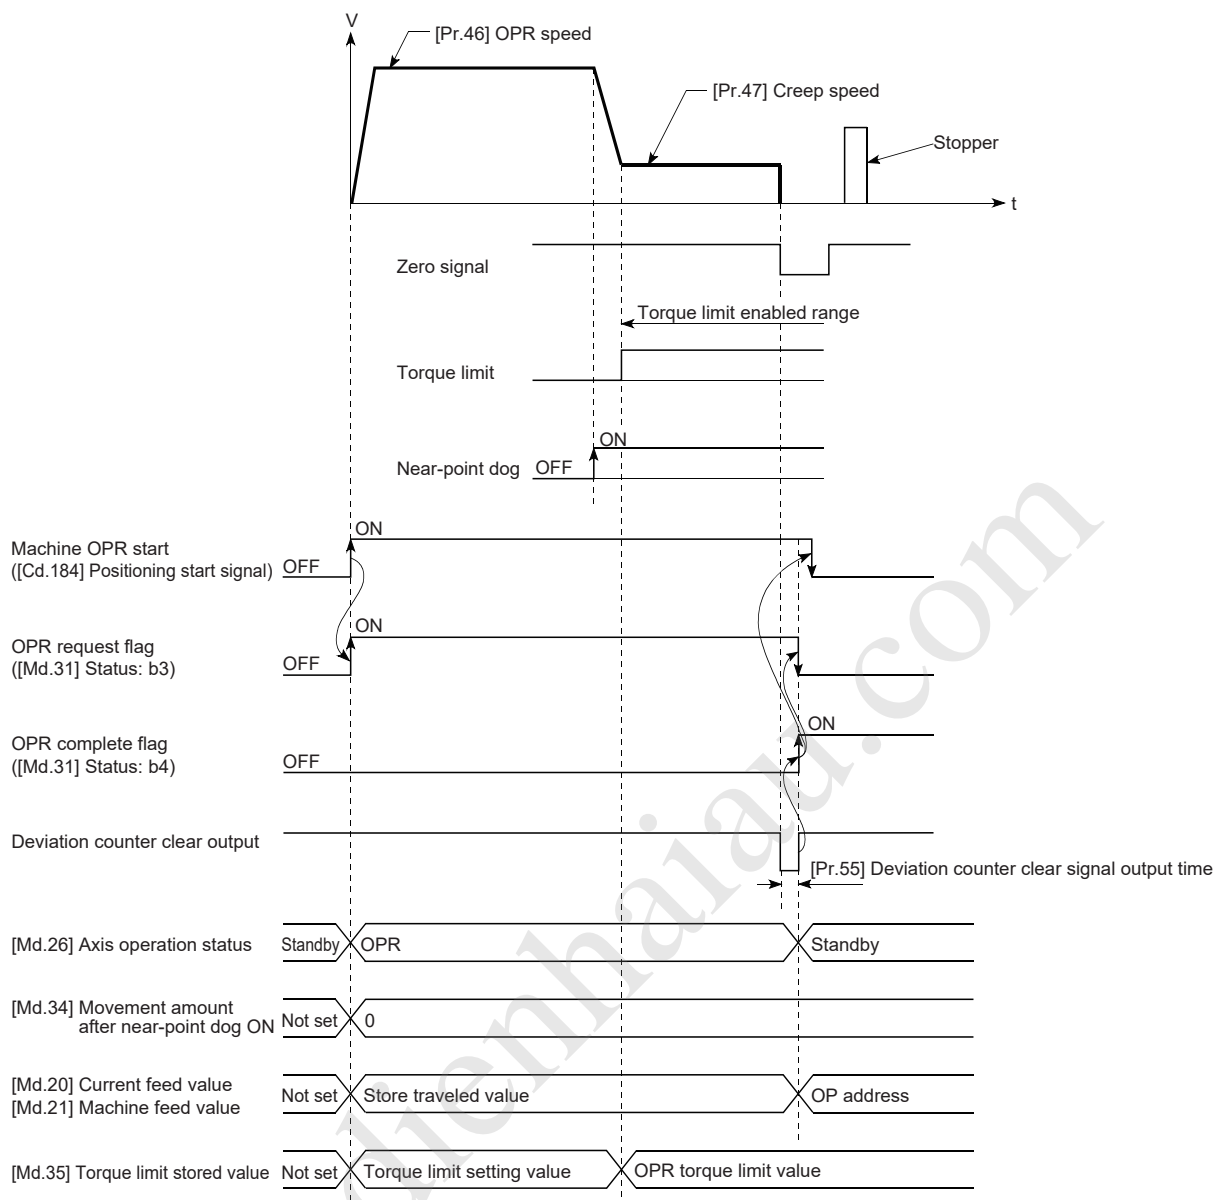 V
[Pr.46] OPR speed
[Pr.47] Creep speed
Stopper
t
Zero signal
Torque limit enabled range
Torque limit
ON
Near-point dog OFF
ON
Machine OPR start
([Cd.184] Positioning start signal) OFF
ON
OPR request flag
([Md.31] Status: b3) OFF
ON
OPR complete flag
([Md.31] Status: b4) OFF
Deviation counter clear output
[Pr.55] Deviation counter clear signal output time
[Md.26] Axis operation status Standby OPR Standby
[Md.34] Movement amount
after near-point dog ON Not set 0
[Md.20] Current feed value
[Md.21] Machine feed value Not set Store traveled value OP address
[Md.35] Torque limit stored value Not set Torque limit setting value OPR torque limit value
dienhaiau.com